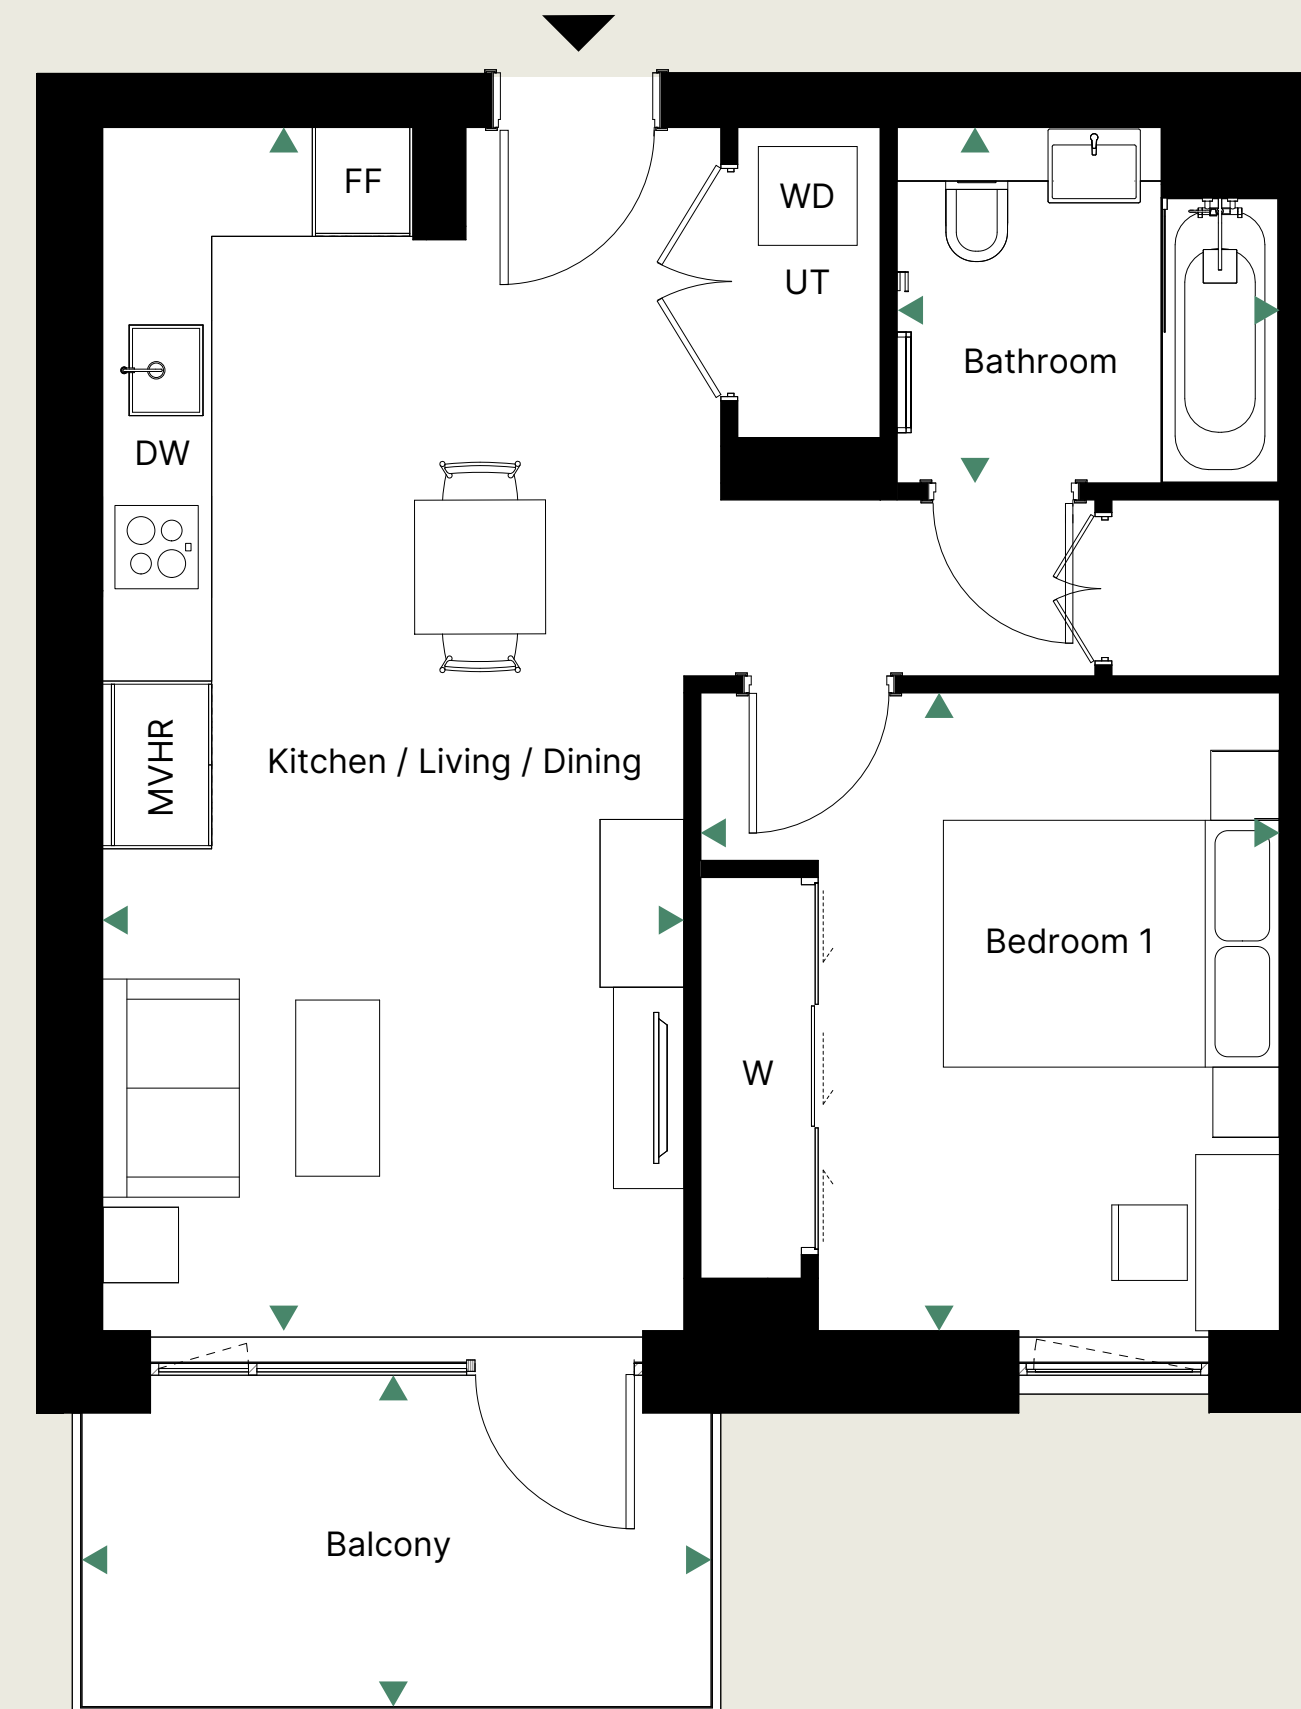 FF
WD
UT
Bathroom
DW
MVHR
Kitchen / Living / Dining
Bedroom 1
W
Balcony